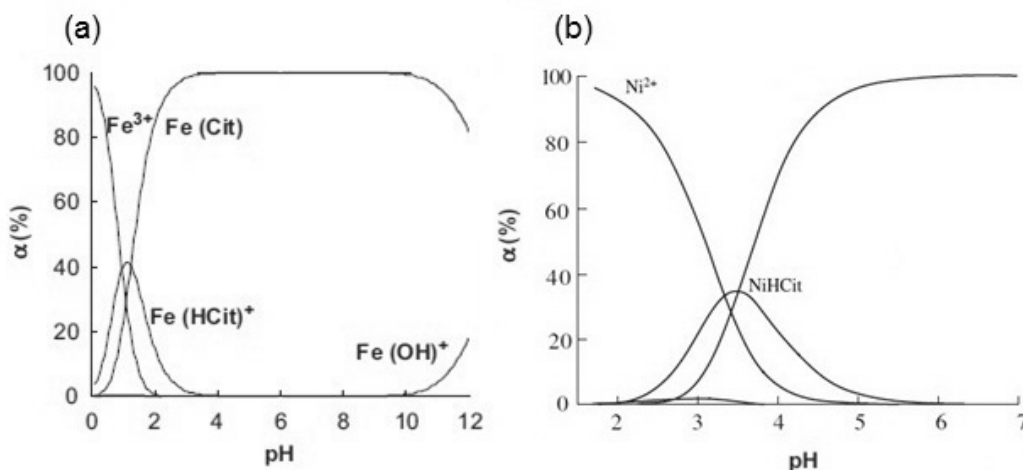 (a)
100
80
60
40
20
0
α (%)
Fe³⁺
Fe (Cit)
Fe (HCit)⁺
Fe (OH)⁺
0 2 4 6 8 10 12
pH
(b)
100
80
60
40
20
0
α (%)
Ni²⁺
NiHCit
2 3 4 5 6 7
pH